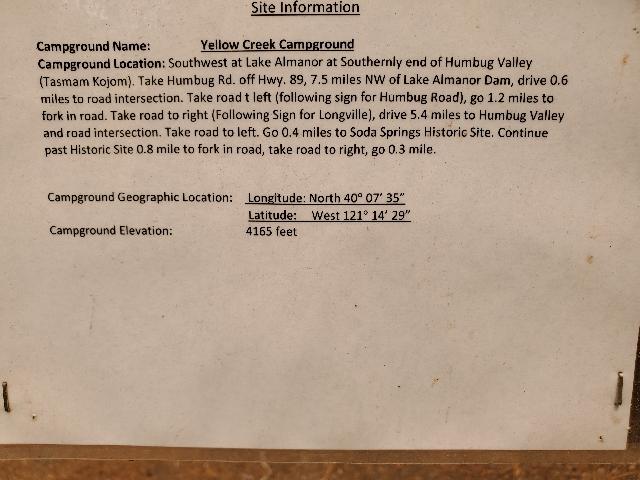 Site Information
Campground Name: Yellow Creek Campground
Campground Location: Southwest at Lake Almanor at Southernly end of Humbug Valley
(Tasmam Kojom). Take Humbug Rd. off Hwy. 89, 7.5 miles NW of Lake Almanor Dam, drive 0.6
miles to road intersection. Take road t left (following sign for Humbug Road), go 1.2 miles to
fork in road. Take road to right (Following Sign for Longville), drive 5.4 miles to Humbug Valley
and road intersection. Take road to left. Go 0.4 miles to Soda Springs Historic Site. Continue
past Historic Site 0.8 mile to fork in road, take road to right, go 0.3 mile.
Campground Geographic Location: Longitude: North 40° 07' 35"
Latitude: West 121° 14' 29"
Campground Elevation: 4165 feet